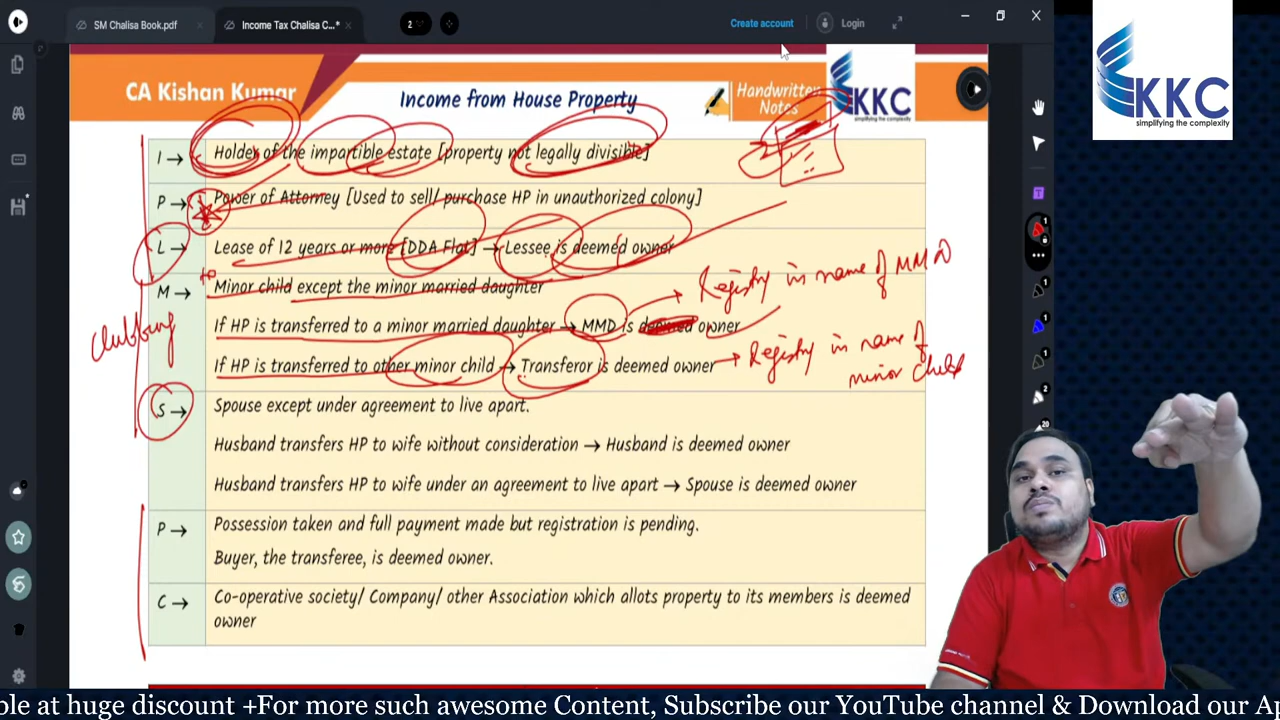 SM Chalisa Book.pdf
Income Tax Chalisa C...*
2
Create account
Login
KKC
simplifying the complexity
CA Kishan Kumar
Income from House Property
Handwritten
Notes
KKC
simplifying the complexity
I → Holder of the impartible estate [property not legally divisible]
P → Power of Attorney [Used to sell/ purchase HP in unauthorized colony]
L → Lease of 12 years or more [DDA Flat] → Lessee is deemed owner
to
M → Minor child except the minor married daughter
Registry in name of MMD
If HP is transferred to a minor married daughter → MMD is deemed owner
clubbing
If HP is transferred to other minor child → Transferor is deemed owner
→ Registry in name of
minor child
S → Spouse except under agreement to live apart.
Husband transfers HP to wife without consideration → Husband is deemed owner
Husband transfers HP to wife under an agreement to live apart → Spouse is deemed owner
P → Possession taken and full payment made but registration is pending.
Buyer, the transferee, is deemed owner.
C → Co-operative society/ Company/ other Association which allots property to its members is deemed
owner
ble at huge discount +For more such awesome Content, Subscribe our YouTube channel & Download our Ap